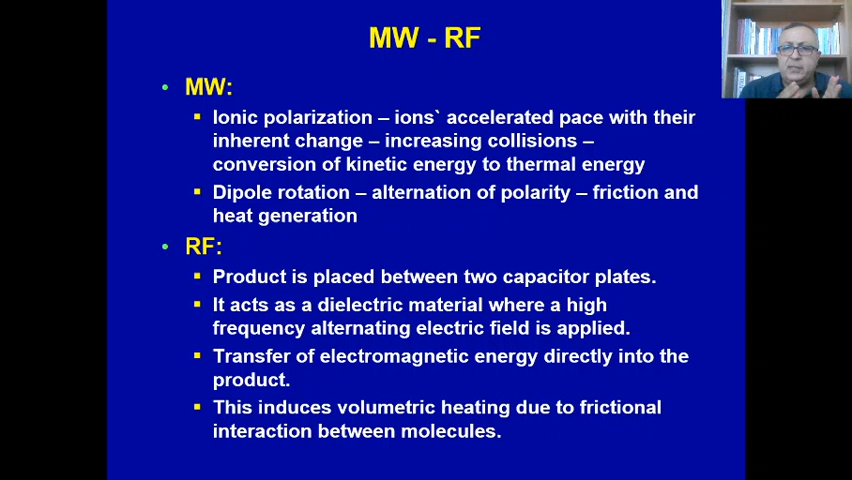 MW - RF
• MW:
▪ Ionic polarization – ions` accelerated pace with their
inherent change – increasing collisions –
conversion of kinetic energy to thermal energy
▪ Dipole rotation – alternation of polarity – friction and
heat generation
• RF:
▪ Product is placed between two capacitor plates.
▪ It acts as a dielectric material where a high
frequency alternating electric field is applied.
▪ Transfer of electromagnetic energy directly into the
product.
▪ This induces volumetric heating due to frictional
interaction between molecules.